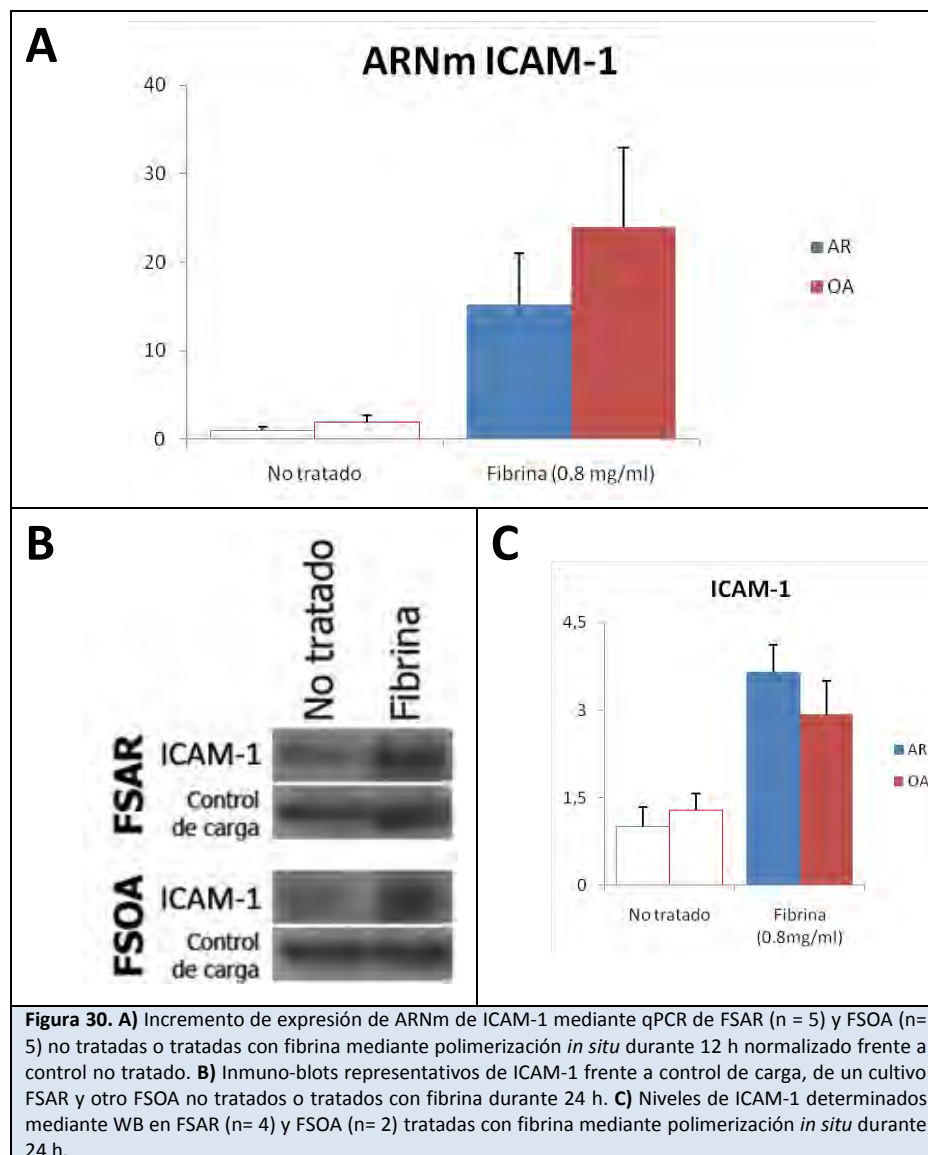 A
ARNm ICAM-1
40
30
20
10
0
No tratado
Fibrina (0.8 mg/ml)
AR
OA
B
No tratado
Fibrina
FSAR
ICAM-1
Control
de carga
FSOA
ICAM-1
Control
de carga
C
ICAM-1
4,5
3
1,5
0
No tratado
Fibrina
(0.8mg/ml)
AR
OA
Figura 30. A) Incremento de expresión de ARNm de ICAM-1 mediante qPCR de FSAR (n = 5) y FSOA (n=
5) no tratadas o tratadas con fibrina mediante polimerización in situ durante 12 h normalizado frente a
control no tratado. B) Inmuno-blots representativos de ICAM-1 frente a control de carga, de un cultivo
FSAR y otro FSOA no tratados o tratados con fibrina durante 24 h. C) Niveles de ICAM-1 determinados
mediante WB en FSAR (n= 4) y FSOA (n= 2) tratadas con fibrina mediante polimerización in situ durante
24 h.